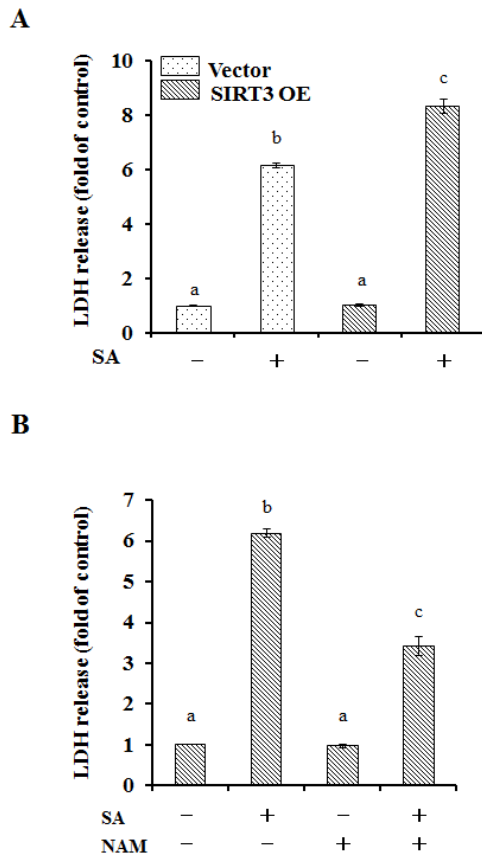 A
LDH release (fold of control)
10
8
6
4
2
0
Vector
SIRT3 OE
a
b
a
c
SA − + − +
B
LDH release (fold of control)
7
6
5
4
3
2
1
0
a
b
a
c
SA − + − +
NAM − − + +